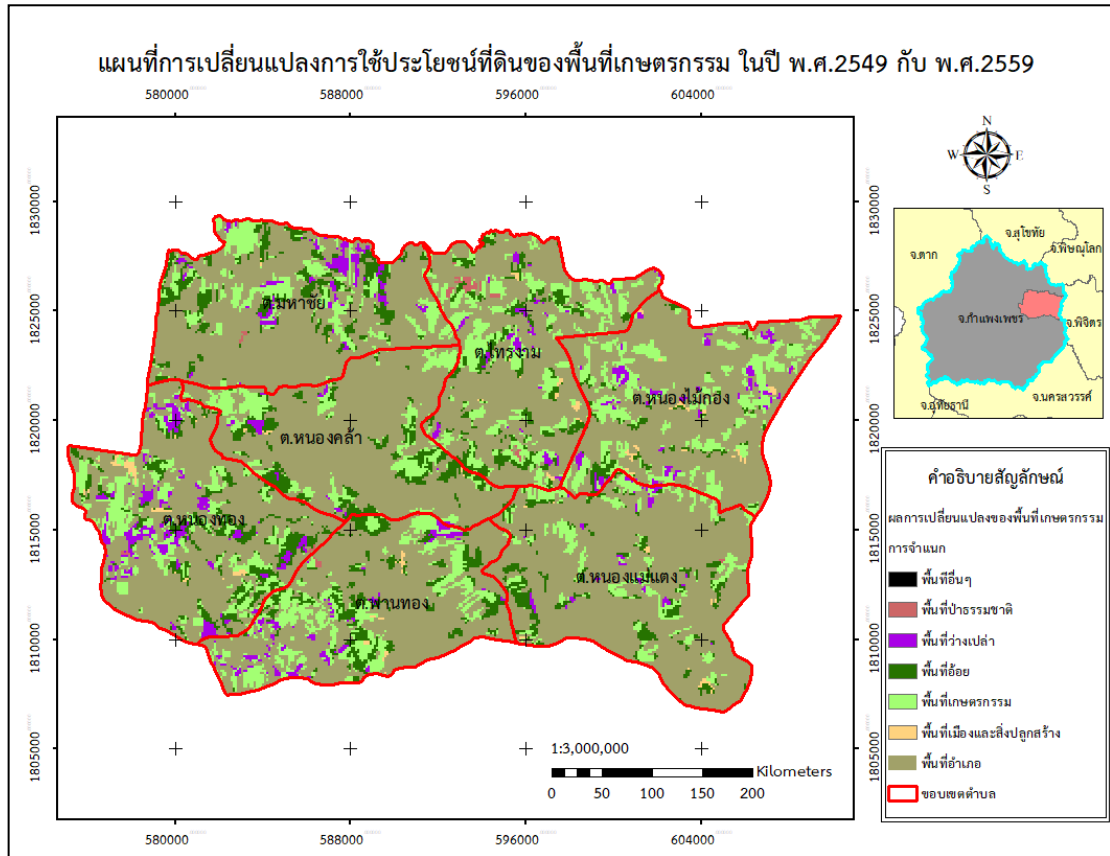 แผนที่การเปลี่ยนแปลงการใช้ประโยชน์ที่ดินของพื้นที่เกษตรกรรม ในปี พ.ศ.2549 กับ พ.ศ.2559
580000 588000 596000 604000
1830000 1830000
1825000 1825000
1820000 1820000
1815000 1815000
1810000 1810000
1805000 1805000
ต.มหาชัย
ต.ไทรงาม
ต.หนองไม้กอง
ต.หนองคล้า
ต.หนองทอง
ต.หนองแม่แตง
ต.พานทอง
1:3,000,000
Kilometers
0 50 100 150 200
580000 588000 596000 604000
N
W E
S
จ.สุโขทัย
จ.พิษณุโลก
จ.ตาก
จ.กำแพงเพชร
จ.พิจิตร
จ.นครสวรรค์
จ.อุทัยธานี
คำอธิบายสัญลักษณ์
ผลการเปลี่ยนแปลงของพื้นที่เกษตรกรรม
การจำแนก
พื้นที่อื่นๆ
พื้นที่ป่าธรรมชาติ
พื้นที่ว่างเปล่า
พื้นที่อ้อย
พื้นที่เกษตรกรรม
พื้นที่เมืองและสิ่งปลูกสร้าง
พื้นที่อำเภอ
ขอบเขตตำบล